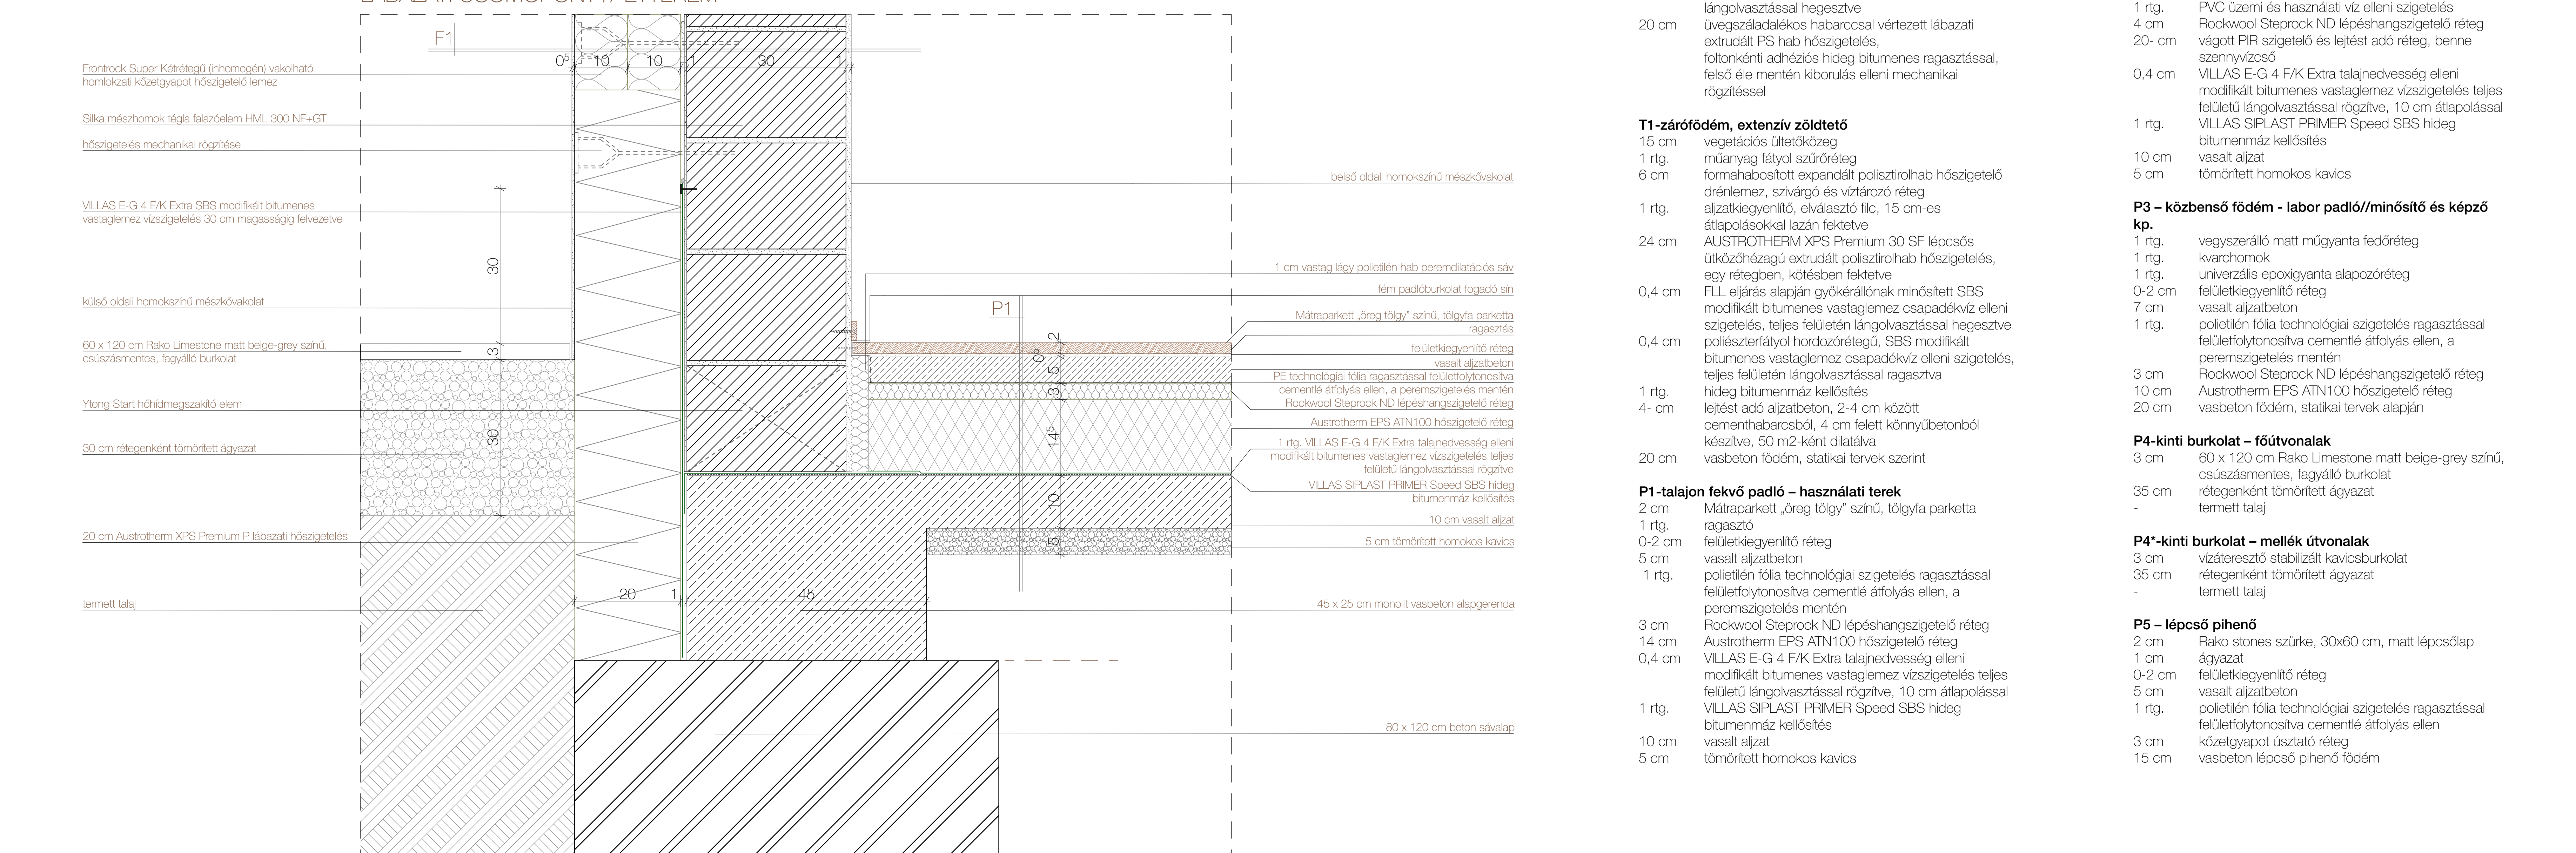 F1
0⁵ 10 10 1 30 1
Frontrock Super Kétrétegű (inhomogén) vakolható
homlokzati kőzetgyapot hőszigetelő lemez
Silka mészhomok tégla falazóelem HML 300 NF+GT
hőszigetelés mechanikai rögzítése
VILLAS E-G 4 F/K Extra SBS modifikált bitumenes
vastaglemez vízszigetelés 30 cm magasságig felvezetve
külső oldali homokszínű mészkővakolat
60 x 120 cm Rako Limestone matt beige-grey színű,
csúszásmentes, fagyálló burkolat
Ytong Start hőhídmegszakító elem
30 cm rétegenként tömörített ágyazat
20 cm Austrotherm XPS Premium P lábazati hőszigetelés
termett talaj
30
3
30
20 1 45
P1
2
0⁵
5
3
14⁵
10
5
belső oldali homokszínű mészkővakolat
1 cm vastag lágy polietilén hab peremdilatációs sáv
fém padlóburkolat fogadó sín
Mátraparkett „öreg tölgy” színű, tölgyfa parketta
ragasztás
felületkiegyenlítő réteg
vasalt aljzatbeton
PE technológiai fólia ragasztással felületfolytonosítva
cementlé átfolyás ellen, a peremszigetelés mentén
Rockwool Steprock ND lépéshangszigetelő réteg
Austrotherm EPS ATN100 hőszigetelő réteg
1 rtg. VILLAS E-G 4 F/K Extra talajnedvesség elleni
modifikált bitumenes vastaglemez vízszigetelés teljes
felületű lángolvasztással rögzítve
VILLAS SIPLAST PRIMER Speed SBS hideg
bitumenmáz kellősítés
10 cm vasalt aljzat
5 cm tömörített homokos kavics
45 x 25 cm monolit vasbeton alapgerenda
80 x 120 cm beton sávalap
lángolvasztással hegesztve
20 cm üvegszáladalékos habarccsal vértezett lábazati
extrudált PS hab hőszigetelés,
foltonkénti adhéziós hideg bitumenes ragasztással,
felső éle mentén kiborulás elleni mechanikai
rögzítéssel
T1-zárófödém, extenzív zöldtető
15 cm vegetációs ültetőközeg
1 rtg. műanyag fátyol szűrőréteg
6 cm formahabosított expandált polisztirolhab hőszigetelő
drénlemez, szivárgó és víztározó réteg
1 rtg. aljzatkiegyenlítő, elválasztó filc, 15 cm-es
átlapolásokkal lazán fektetve
24 cm AUSTROTHERM XPS Premium 30 SF lépcsős
ütközőhézagú extrudált polisztirolhab hőszigetelés,
egy rétegben, kötésben fektetve
0,4 cm FLL eljárás alapján gyökérállónak minősített SBS
modifikált bitumenes vastaglemez csapadékvíz elleni
szigetelés, teljes felületén lángolvasztással hegesztve
0,4 cm poliészterfátyol hordozórétegű, SBS modifikált
bitumenes vastaglemez csapadékvíz elleni szigetelés,
teljes felületén lángolvasztással ragasztva
1 rtg. hideg bitumenmáz kellősítés
4- cm lejtést adó aljzatbeton, 2-4 cm között
cementhabarcsból, 4 cm felett könnyűbetonból
készítve, 50 m2-ként dilatálva
20 cm vasbeton födém, statikai tervek szerint
P1-talajon fekvő padló – használati terek
2 cm Mátraparkett „öreg tölgy” színű, tölgyfa parketta
1 rtg. ragasztó
0-2 cm felületkiegyenlítő réteg
5 cm vasalt aljzatbeton
1 rtg. polietilén fólia technológiai szigetelés ragasztással
felületfolytonosítva cementlé átfolyás ellen, a
peremszigetelés mentén
3 cm Rockwool Steprock ND lépéshangszigetelő réteg
14 cm Austrotherm EPS ATN100 hőszigetelő réteg
0,4 cm VILLAS E-G 4 F/K Extra talajnedvesség elleni
modifikált bitumenes vastaglemez vízszigetelés teljes
felületű lángolvasztással rögzítve, 10 cm átlapolással
1 rtg. VILLAS SIPLAST PRIMER Speed SBS hideg
bitumenmáz kellősítés
10 cm vasalt aljzat
5 cm tömörített homokos kavics
1 rtg. PVC üzemi és használati víz elleni szigetelés
4 cm Rockwool Steprock ND lépéshangszigetelő réteg
20- cm vágott PIR szigetelő és lejtést adó réteg, benne
szennyvízcső
0,4 cm VILLAS E-G 4 F/K Extra talajnedvesség elleni
modifikált bitumenes vastaglemez vízszigetelés teljes
felületű lángolvasztással rögzítve, 10 cm átlapolással
1 rtg. VILLAS SIPLAST PRIMER Speed SBS hideg
bitumenmáz kellősítés
10 cm vasalt aljzat
5 cm tömörített homokos kavics
P3 – közbenső födém - labor padló//minősítő és képző
kp.
1 rtg. vegyszerálló matt műgyanta fedőréteg
1 rtg. kvarchomok
1 rtg. univerzális epoxigyanta alapozóréteg
0-2 cm felületkiegyenlítő réteg
7 cm vasalt aljzatbeton
1 rtg. polietilén fólia technológiai szigetelés ragasztással
felületfolytonosítva cementlé átfolyás ellen, a
peremszigetelés mentén
3 cm Rockwool Steprock ND lépéshangszigetelő réteg
10 cm Austrotherm EPS ATN100 hőszigetelő réteg
20 cm vasbeton födém, statikai tervek alapján
P4-kinti burkolat – főútvonalak
3 cm 60 x 120 cm Rako Limestone matt beige-grey színű,
csúszásmentes, fagyálló burkolat
35 cm rétegenként tömörített ágyazat
- termett talaj
P4*-kinti burkolat – mellék útvonalak
3 cm vízáteresztő stabilizált kavicsburkolat
35 cm rétegenként tömörített ágyazat
- termett talaj
P5 – lépcső pihenő
2 cm Rako stones szürke, 30x60 cm, matt lépcsőlap
1 cm ágyazat
0-2 cm felületkiegyenlítő réteg
5 cm vasalt aljzatbeton
1 rtg. polietilén fólia technológiai szigetelés ragasztással
felületfolytonosítva cementlé átfolyás ellen
3 cm kőzetgyapot úsztató réteg
15 cm vasbeton lépcső pihenő födém